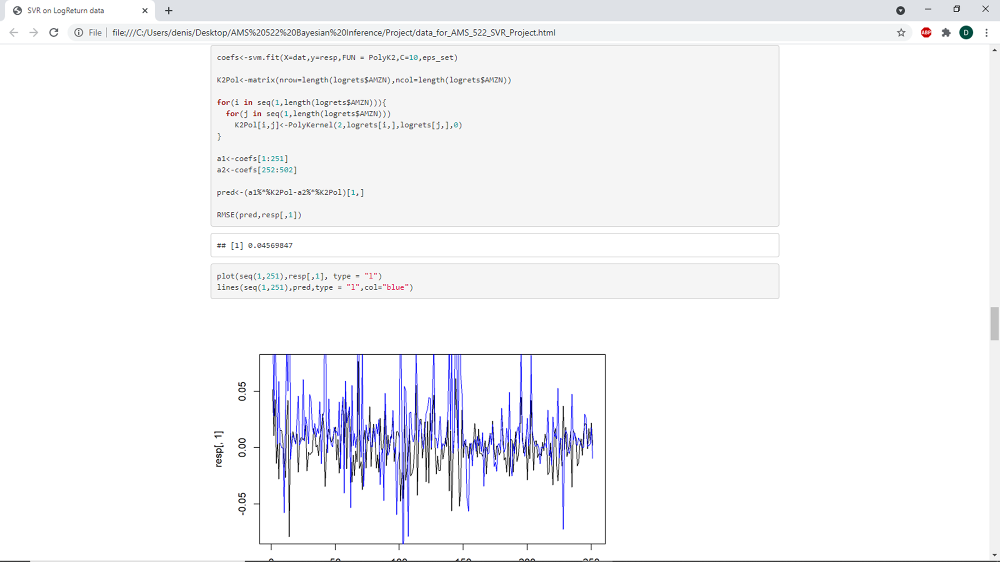 SVR on LogReturn data
File
file:///C:/Users/denis/Desktop/AMS%20522%20Bayesian%20Inference/Project/data_for_AMS_522_SVR_Project.html
ABP
D
coefs<-svm.fit(X=dat,y=resp,FUN = PolyK2,C=10,eps_set)
K2Pol<-matrix(nrow=length(logrets$AMZN),ncol=length(logrets$AMZN))
for(i in seq(1,length(logrets$AMZN))){
  for(j in seq(1,length(logrets$AMZN)))
    K2Pol[i,j]<-PolyKernel(2,logrets[i,],logrets[j,],0)
}
a1<-coefs[1:251]
a2<-coefs[252:502]
pred<-(a1%*%K2Pol-a2%*%K2Pol)[1,]
RMSE(pred,resp[,1])
## [1] 0.04569847
plot(seq(1,251),resp[,1], type = "l")
lines(seq(1,251),pred,type = "l",col="blue")
0.05
0.00
-0.05
resp[, 1]
0 50 100 150 200 250